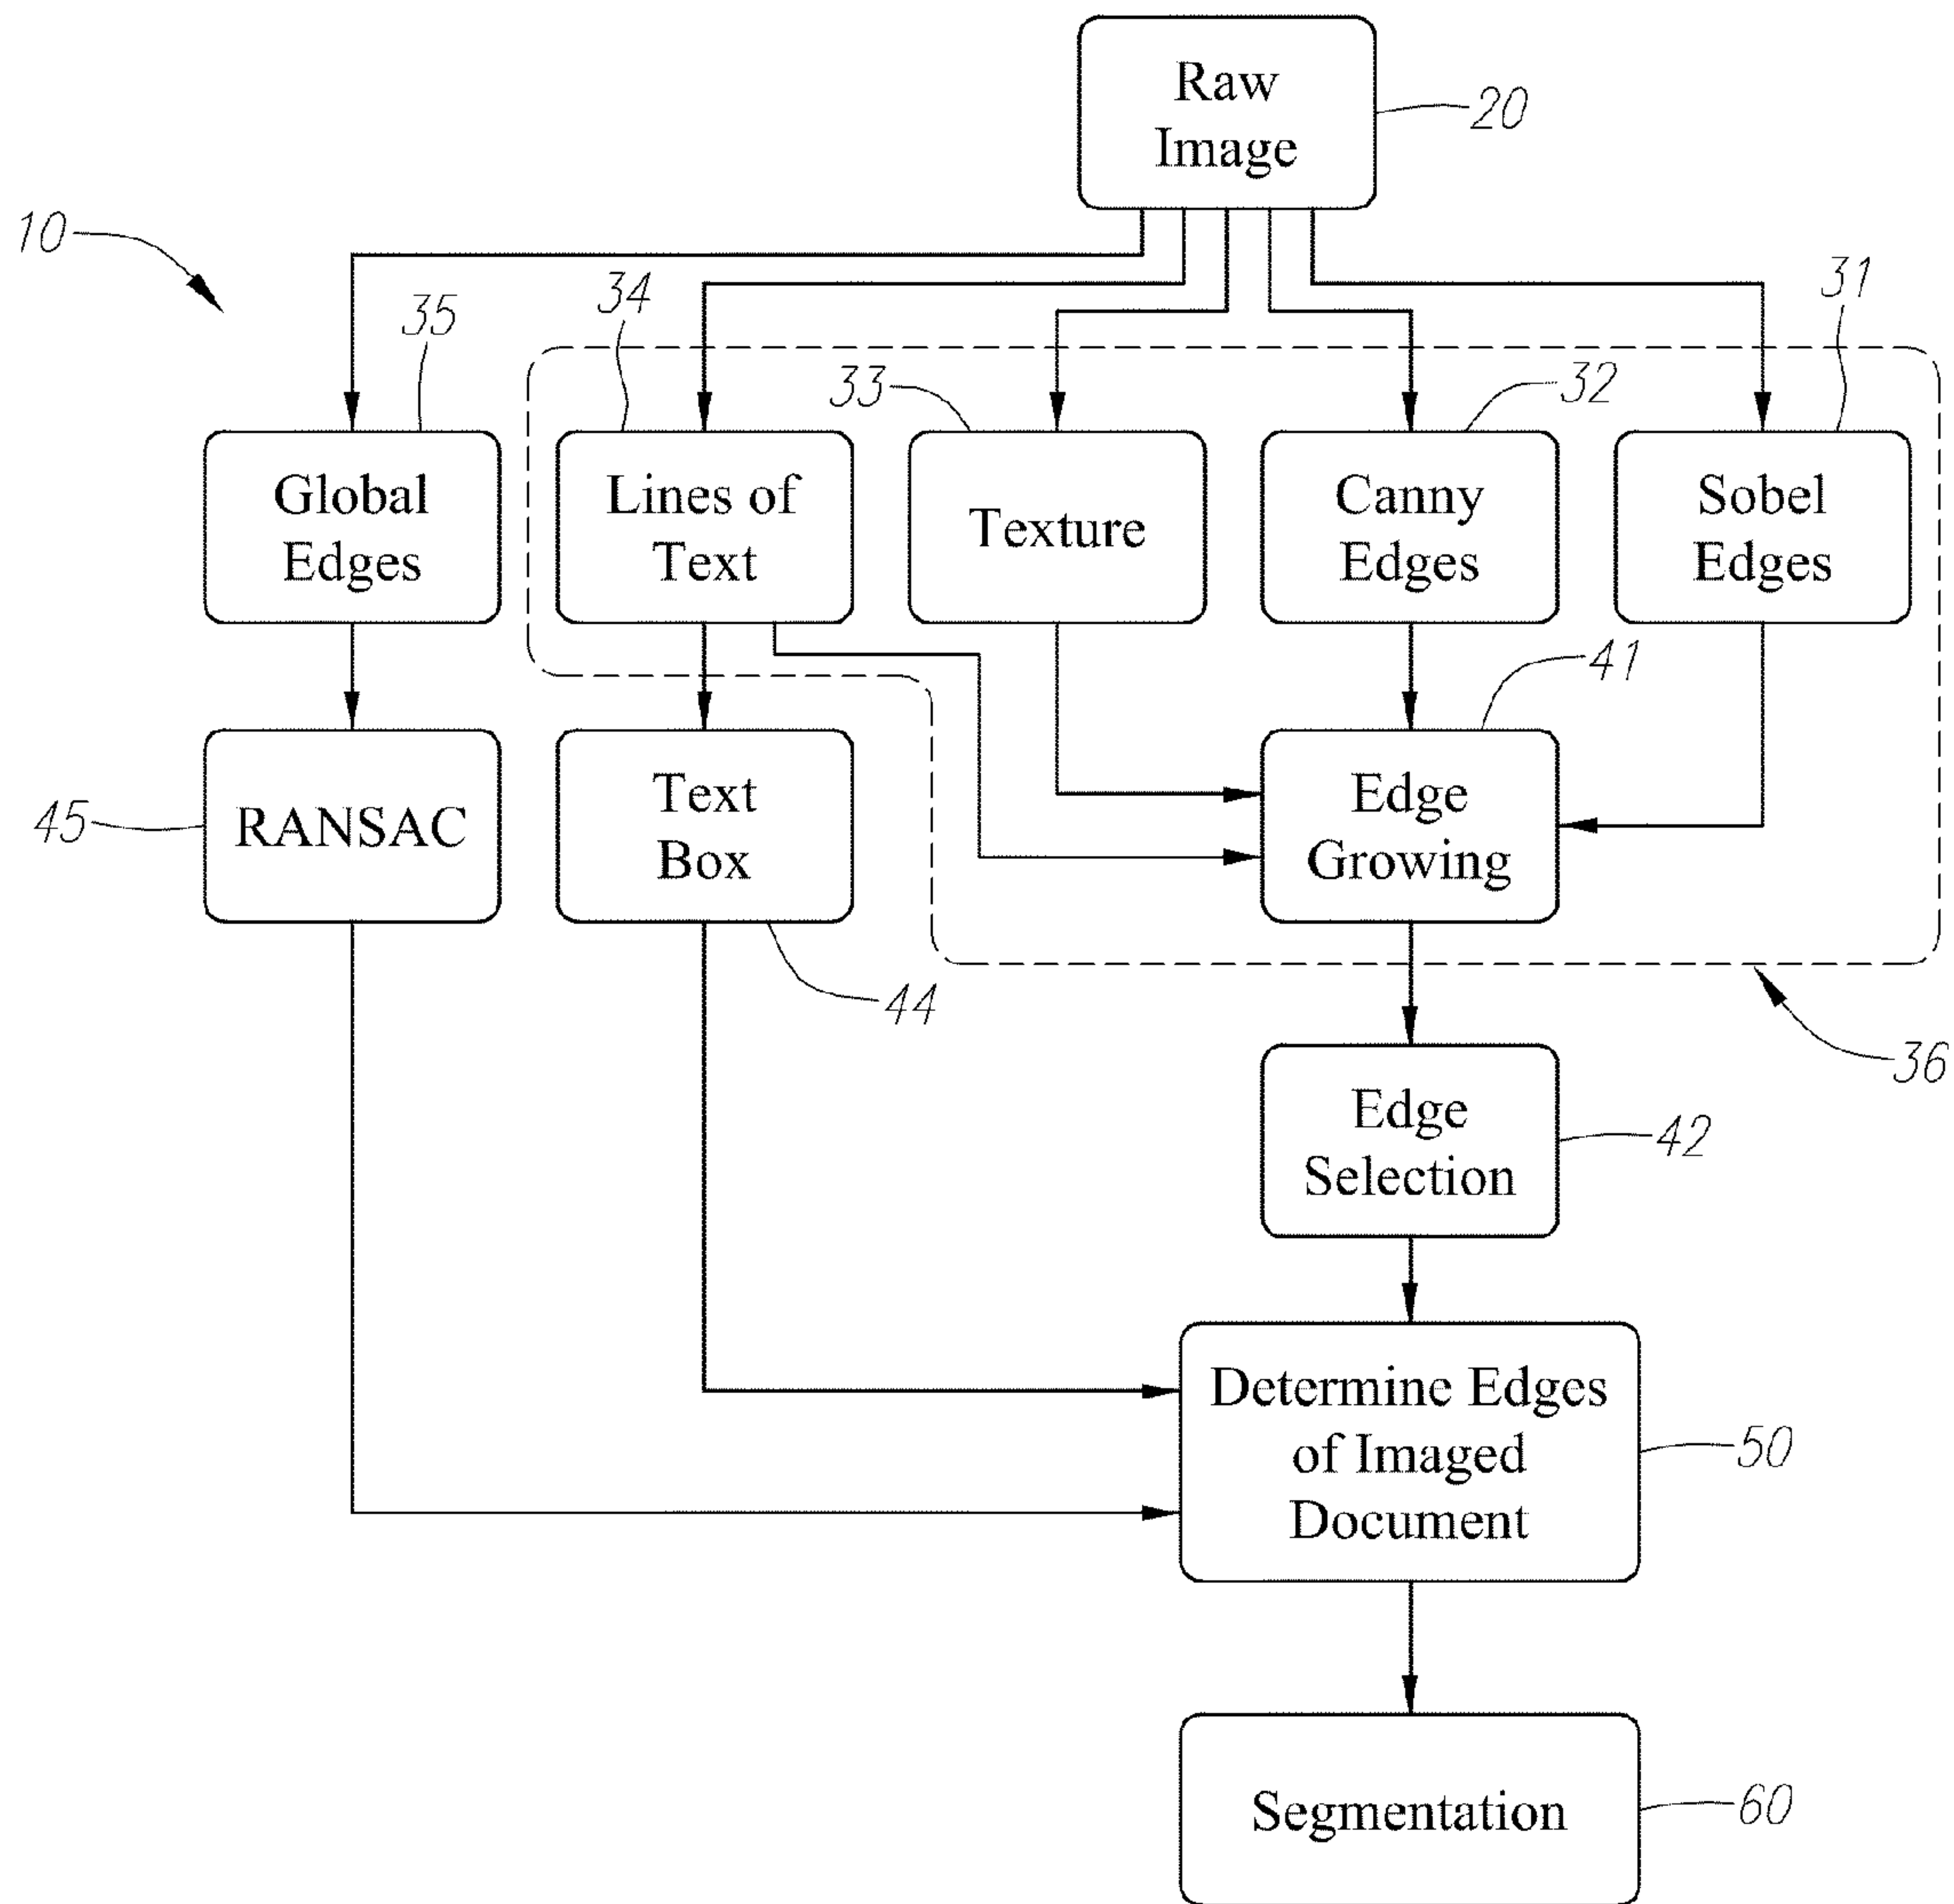 Raw
Image
20
10
34
31
35
33
32
Global
Edges
Lines of
Text
Texture
Canny
Edges
Sobel
Edges
41
45
RANSAC
Text
Box
Edge
Growing
44
36
Edge
Selection
42
Determine Edges
of Imaged
Document
50
Segmentation
60